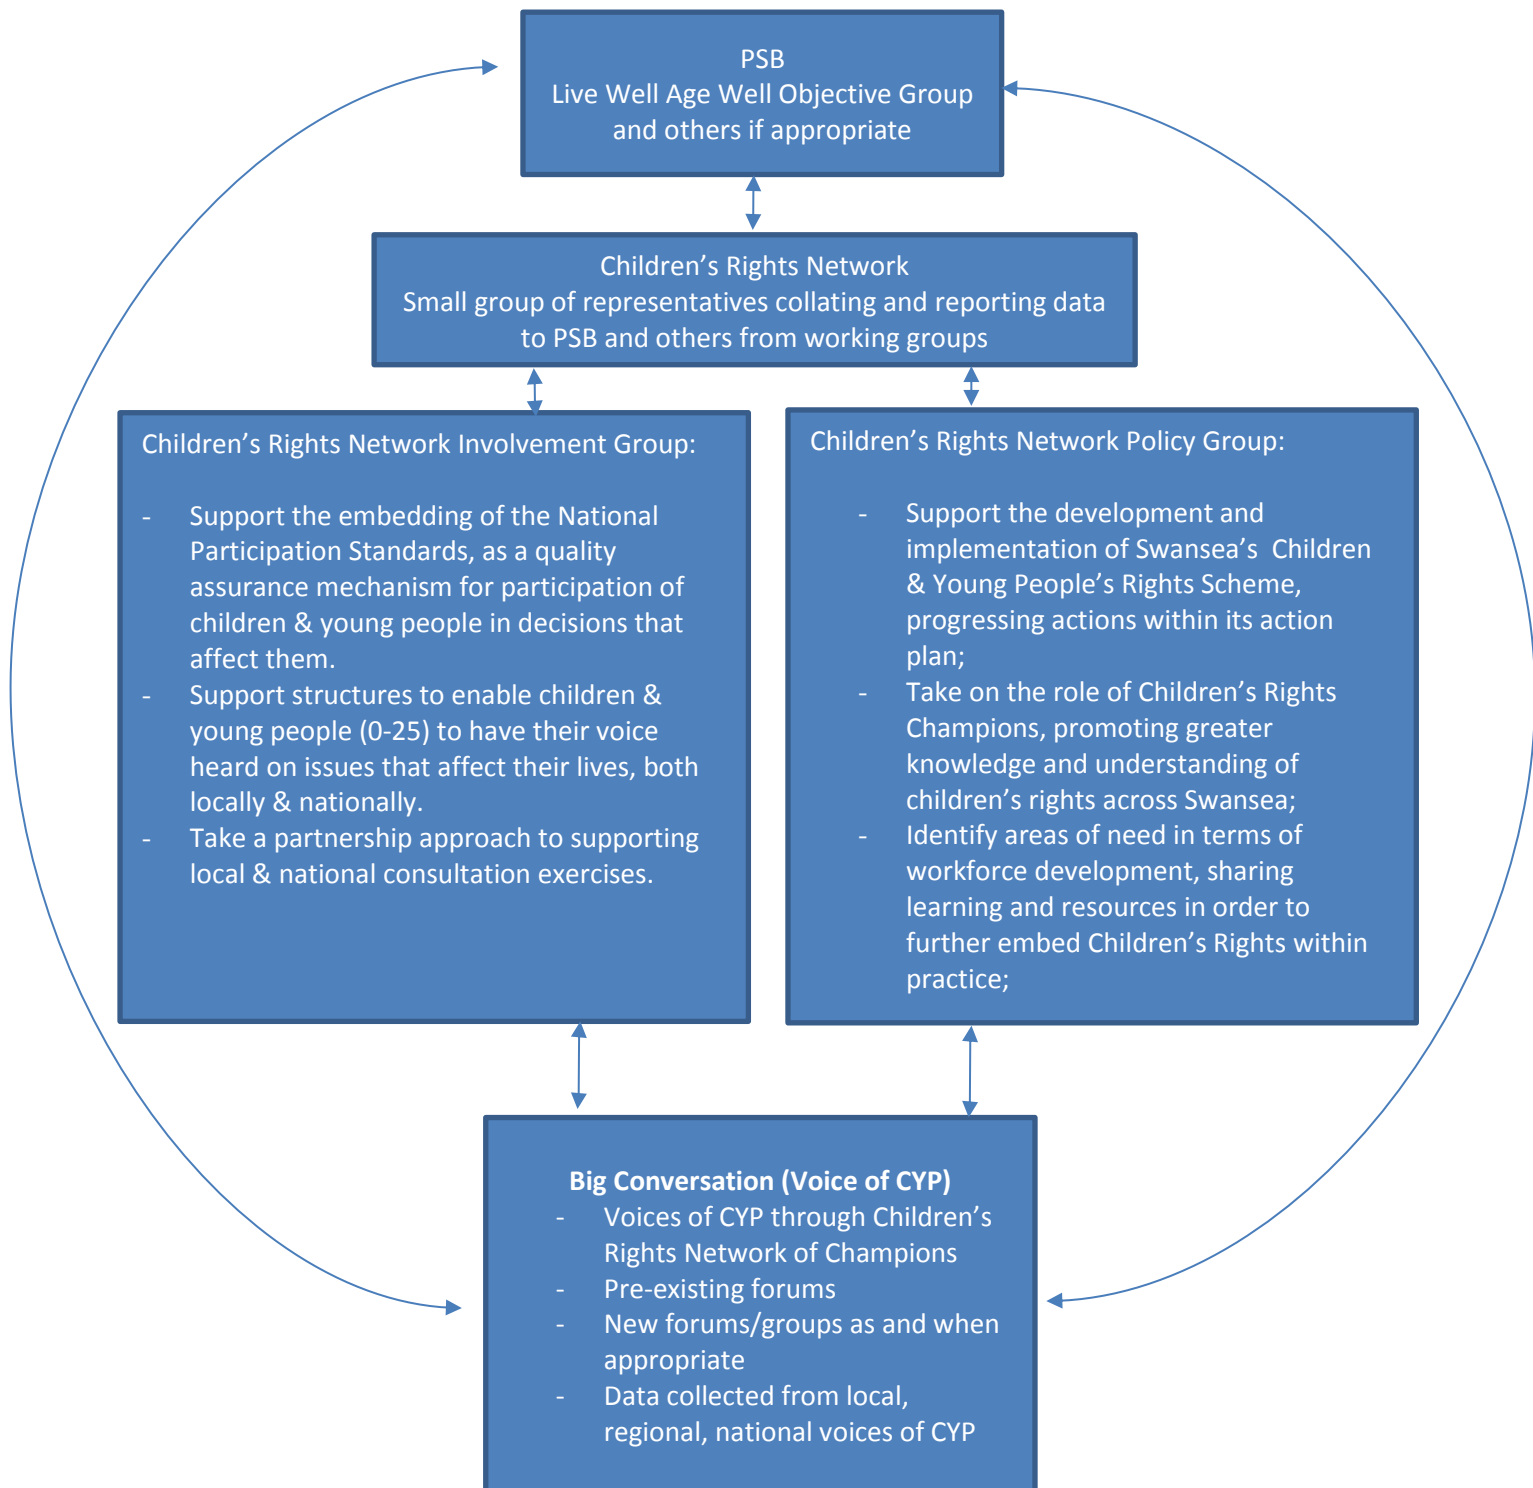 PSB
Live Well Age Well Objective Group
and others if appropriate
Children’s Rights Network
Small group of representatives collating and reporting data
to PSB and others from working groups
Children’s Rights Network Involvement Group:
- Support the embedding of the National
Participation Standards, as a quality
assurance mechanism for participation of
children & young people in decisions that
affect them.
- Support structures to enable children &
young people (0-25) to have their voice
heard on issues that affect their lives, both
locally & nationally.
- Take a partnership approach to supporting
local & national consultation exercises.
Children’s Rights Network Policy Group:
- Support the development and
implementation of Swansea’s  Children
& Young People’s Rights Scheme,
progressing actions within its action
plan;
- Take on the role of Children’s Rights
Champions, promoting greater
knowledge and understanding of
children’s rights across Swansea;
- Identify areas of need in terms of
workforce development, sharing
learning and resources in order to
further embed Children’s Rights within
practice;
Big Conversation (Voice of CYP)
- Voices of CYP through Children’s
Rights Network of Champions
- Pre-existing forums
- New forums/groups as and when
appropriate
- Data collected from local,
regional, national voices of CYP